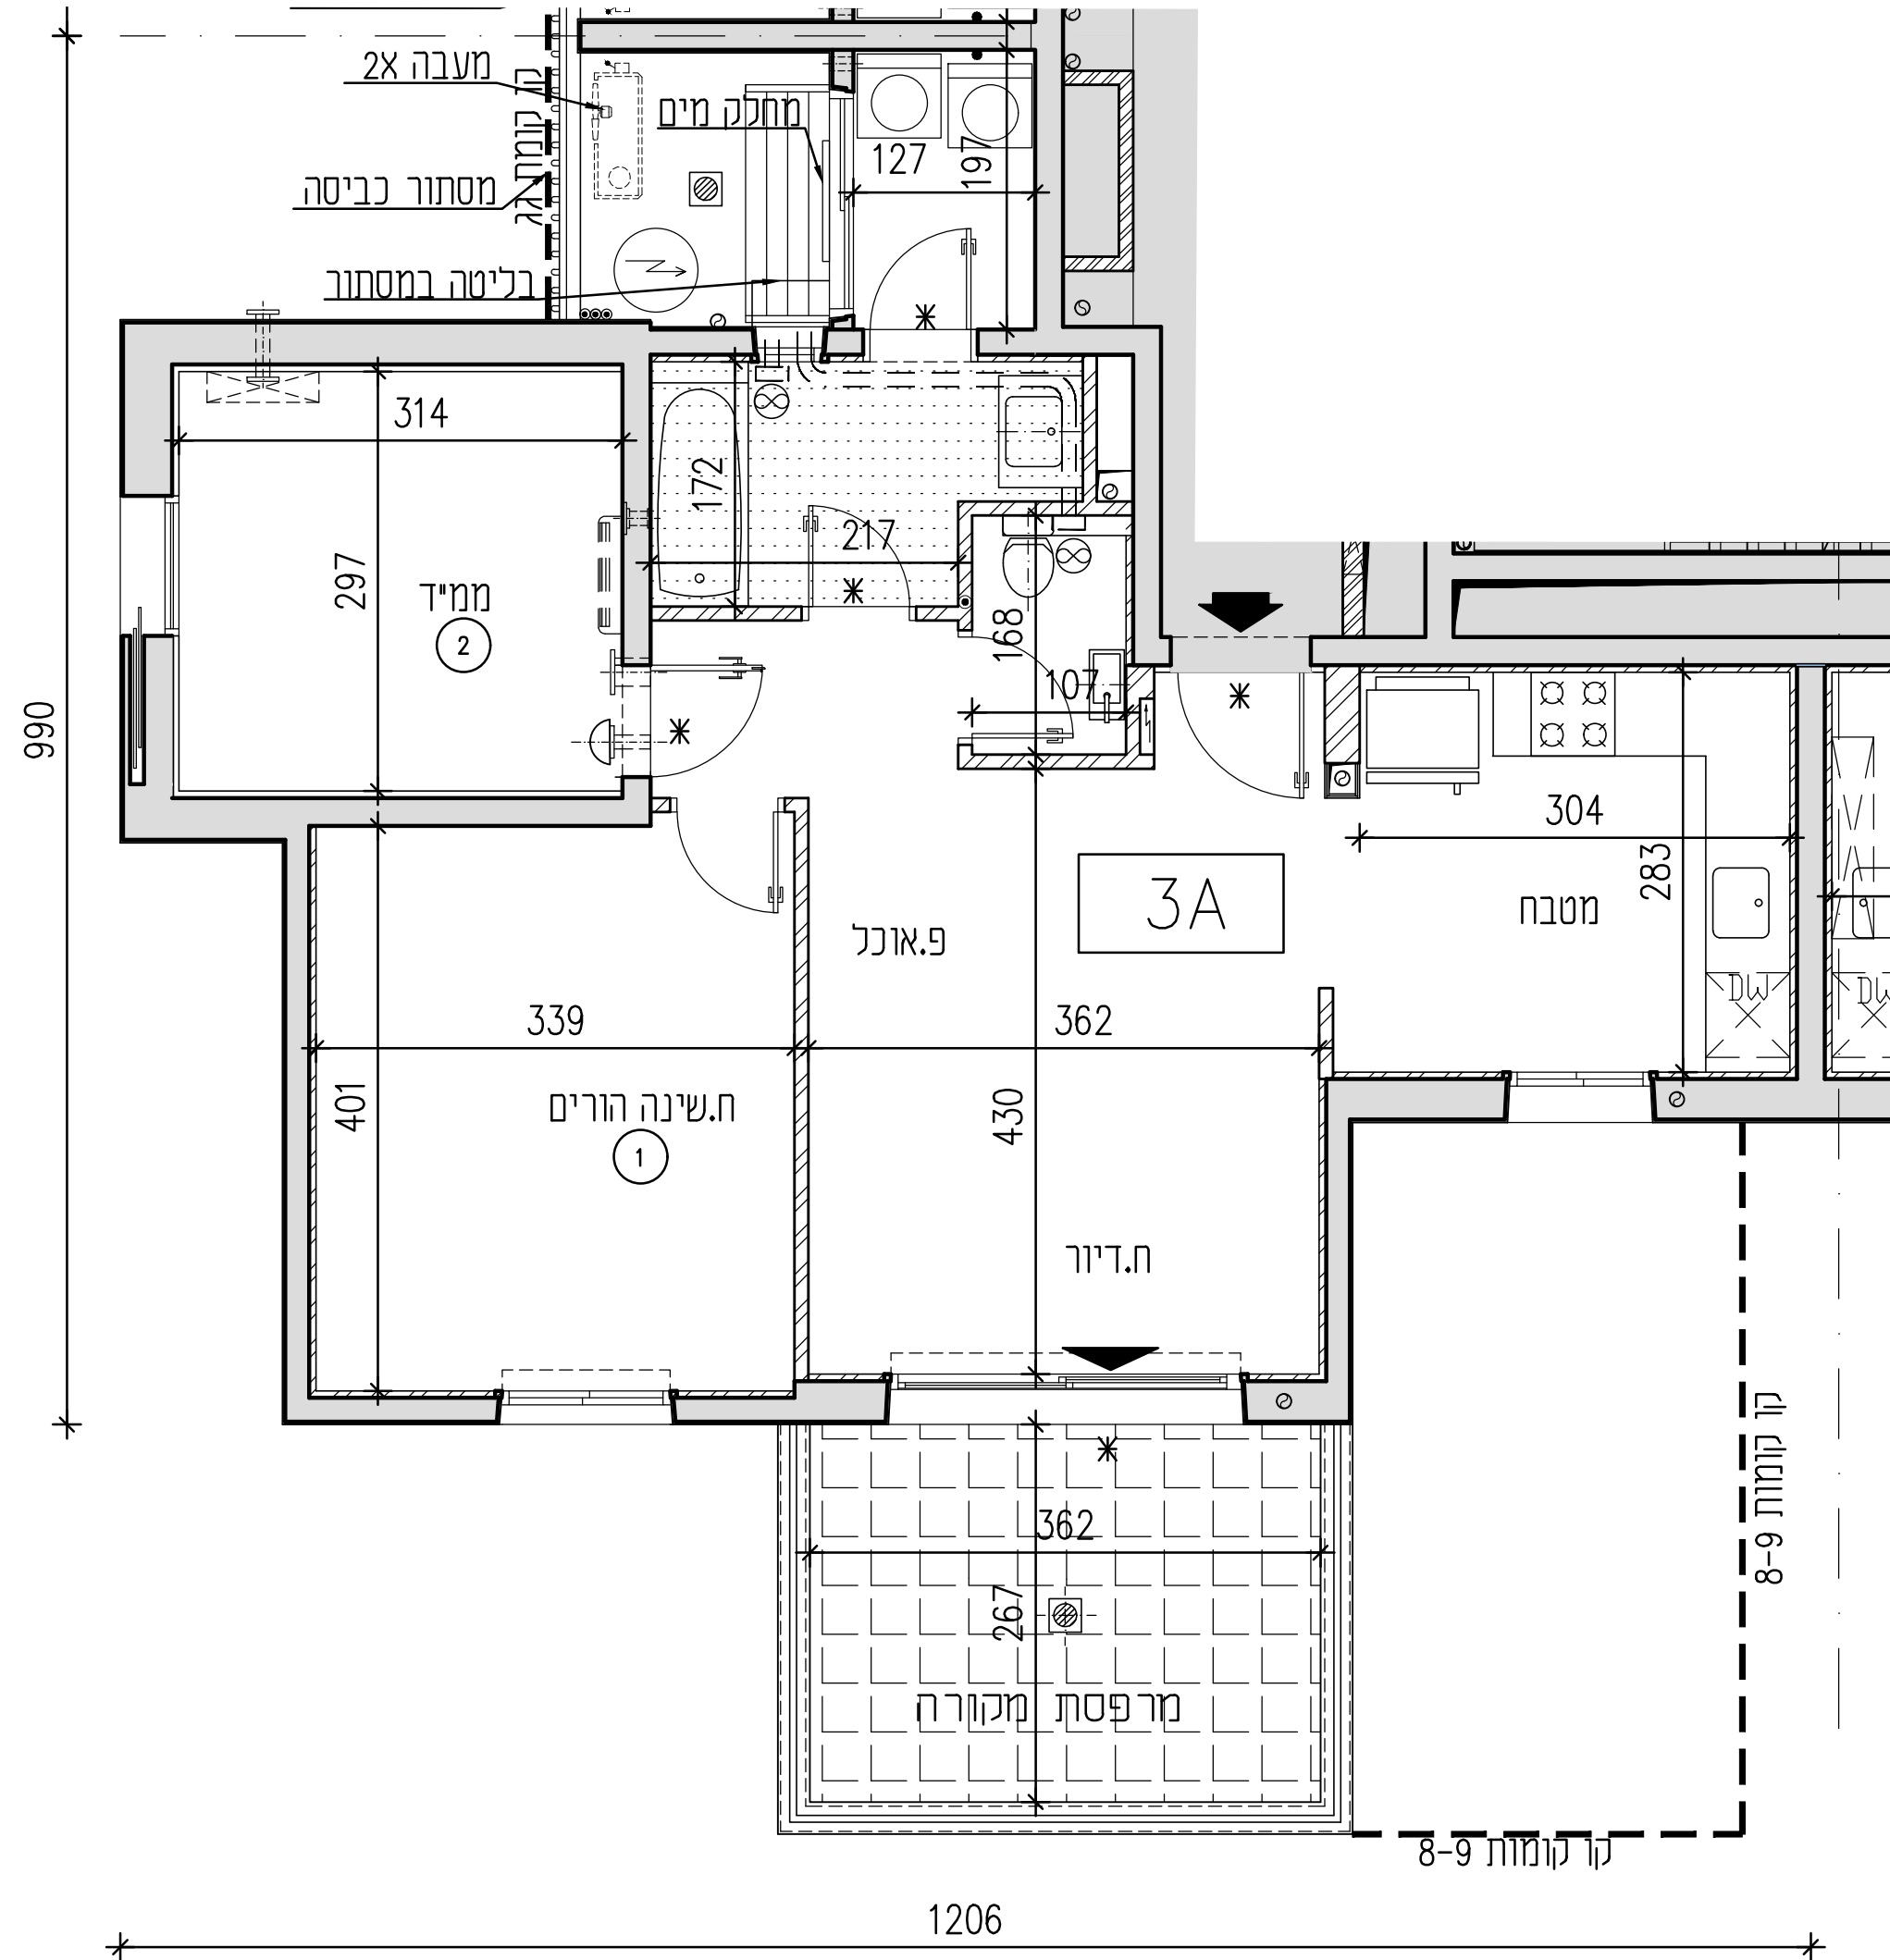 מעבה 2X
קו קומת גג
מחלק מים
מסתור כביסה
בליטה במסתור
127
197
314
172
217
297
ממ"ד
2
168
107
990
304
283
3A
מטבח
פ.אוכל
DW
DW
339
362
401
430
ח.שינה הורים
1
ח.דיור
362
267
מרפסת מקורה
קו קומות 8-9
קו קומות 8-9
1206